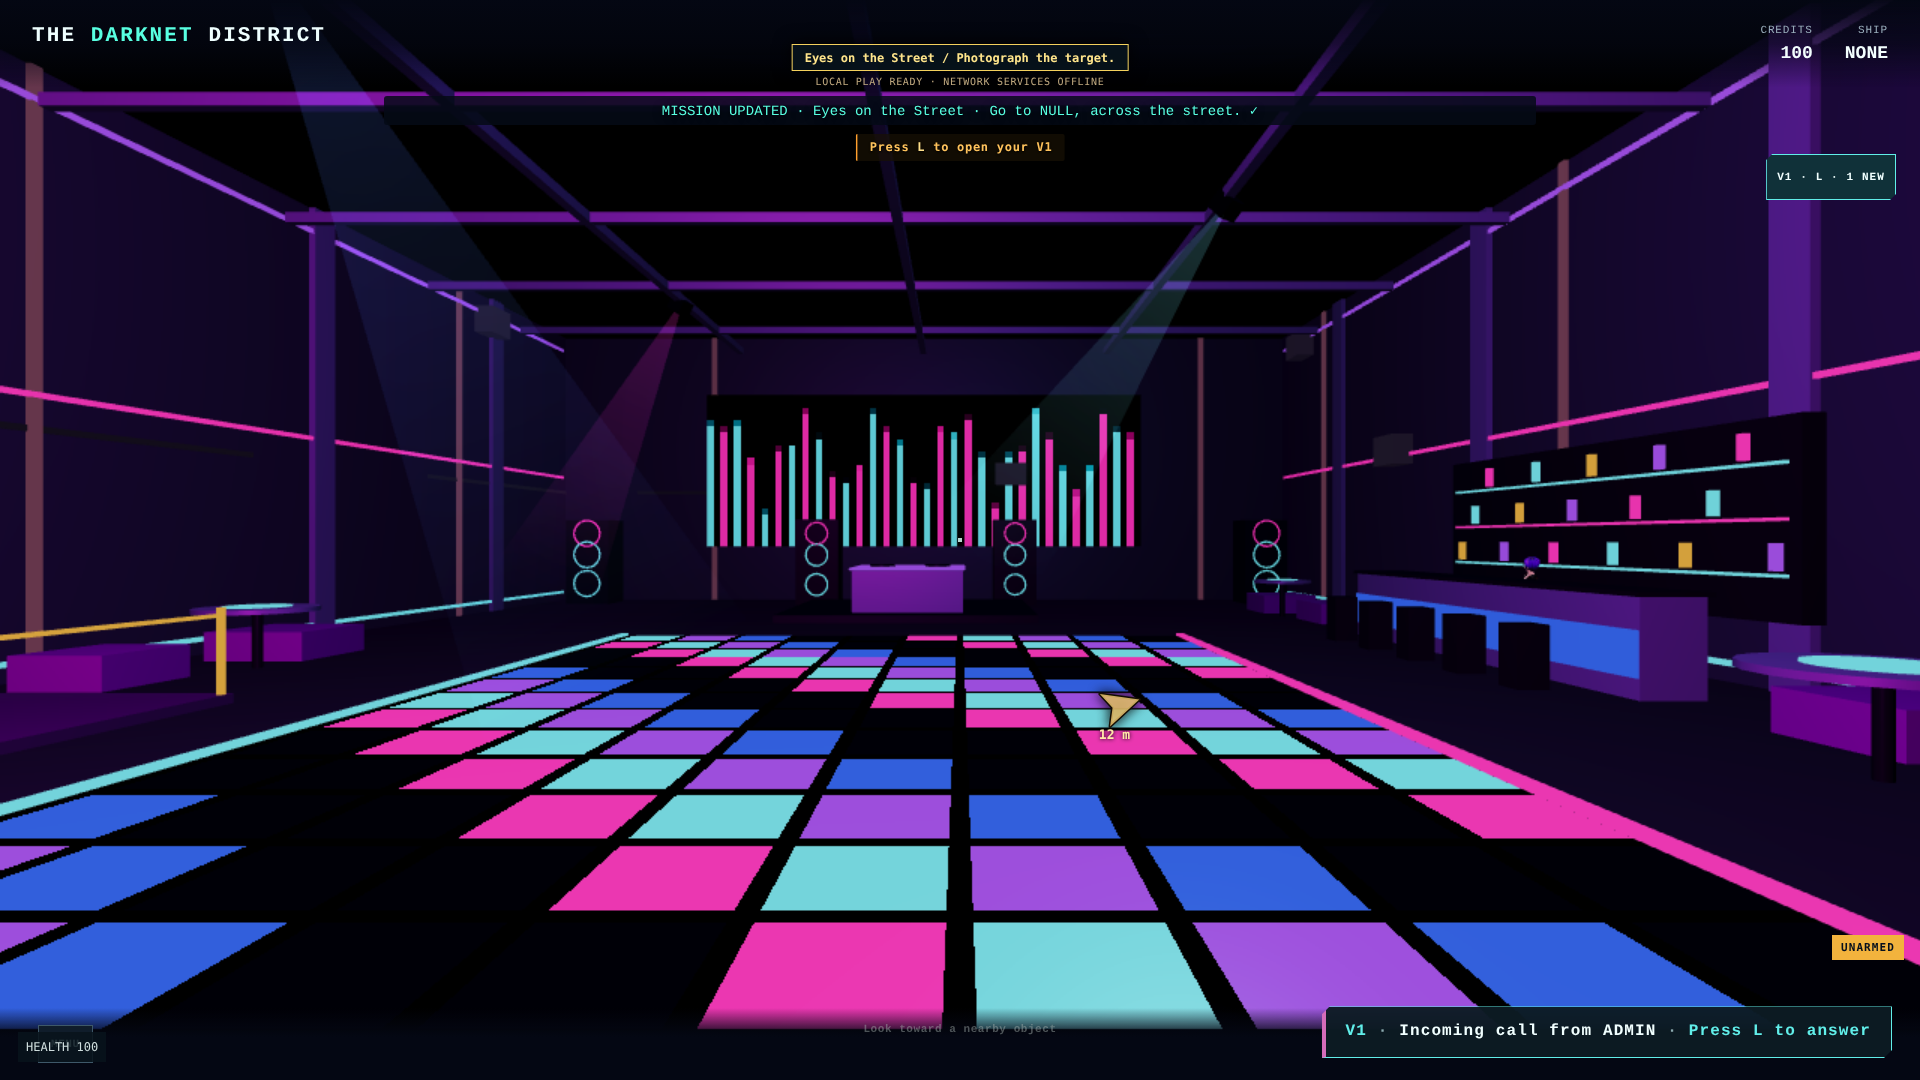 THE DARKNET DISTRICT
CREDITS
100
SHIP
NONE
Eyes on the Street / Photograph the target.
LOCAL PLAY READY · NETWORK SERVICES OFFLINE
MISSION UPDATED · Eyes on the Street · Go to NULL, across the street. ✓
Press L to open your V1
V1 · L · 1 NEW
12 m
UNARMED
Look toward a nearby object
V1 · Incoming call from ADMIN · Press L to answer
HEALTH 100